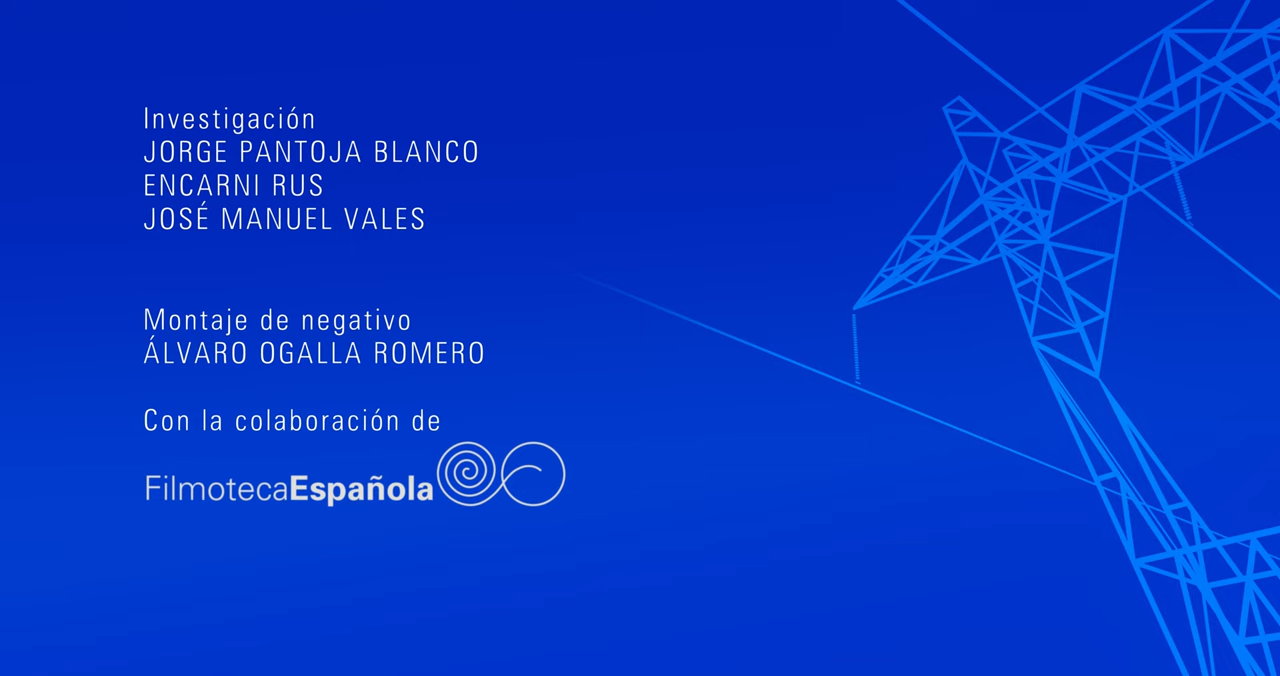 Investigación
JORGE PANTOJA BLANCO
ENCARNI RUS
JOSÉ MANUEL VALES
Montaje de negativo
ÁLVARO OGALLA ROMERO
Con la colaboración de
FilmotecaEspañola